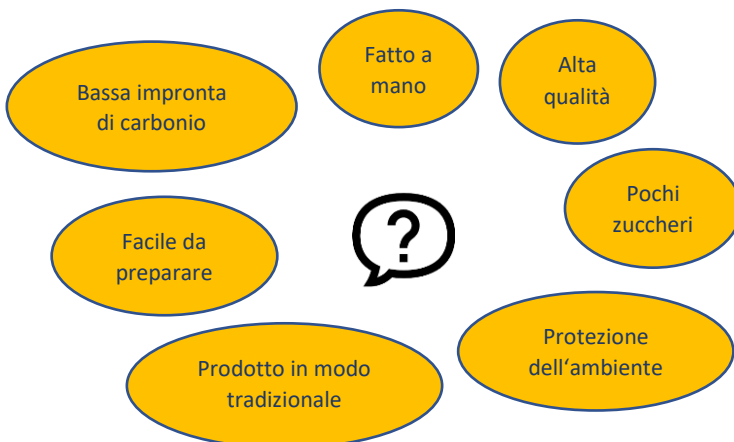 Fatto a
mano
Alta
qualità
Bassa impronta
di carbonio
Pochi
zuccheri
Facile da
preparare
?
Protezione
dell‘ambiente
Prodotto in modo
tradizionale